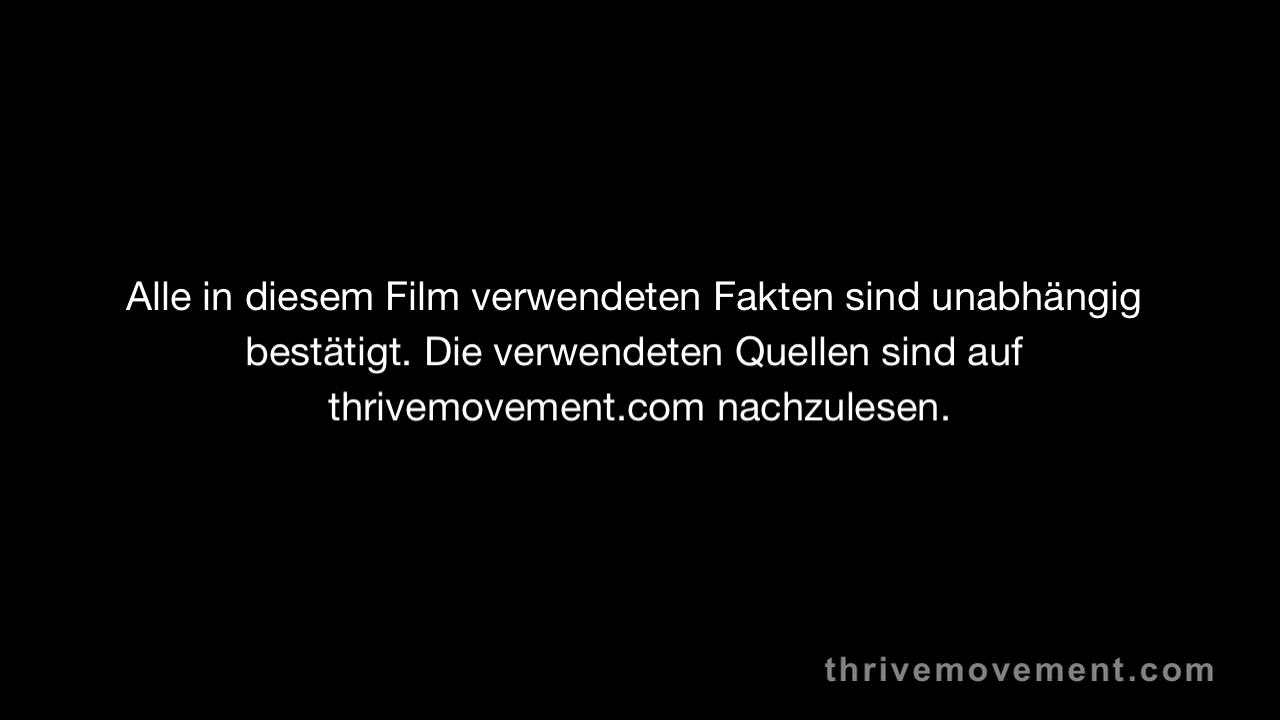 Alle in diesem Film verwendeten Fakten sind unabhängig
bestätigt. Die verwendeten Quellen sind auf
thrivemovement.com nachzulesen.
thrivemovement.com